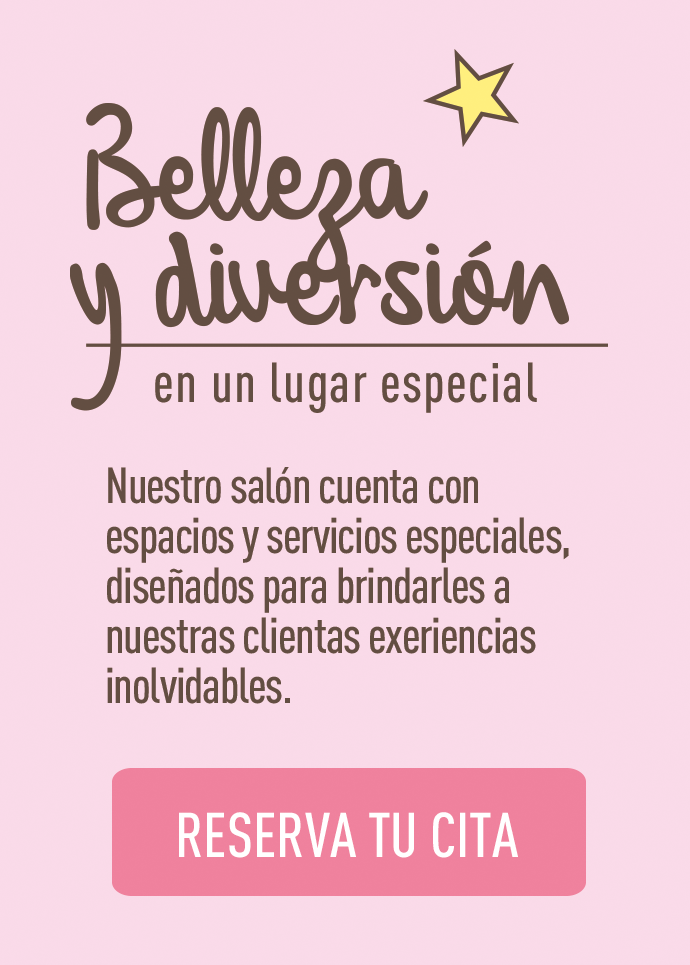 Belleza
y diversión
en un lugar especial
Nuestro salón cuenta con
espacios y servicios especiales,
diseñados para brindarles a
nuestras clientas exeriencias
inolvidables.
RESERVA TU CITA